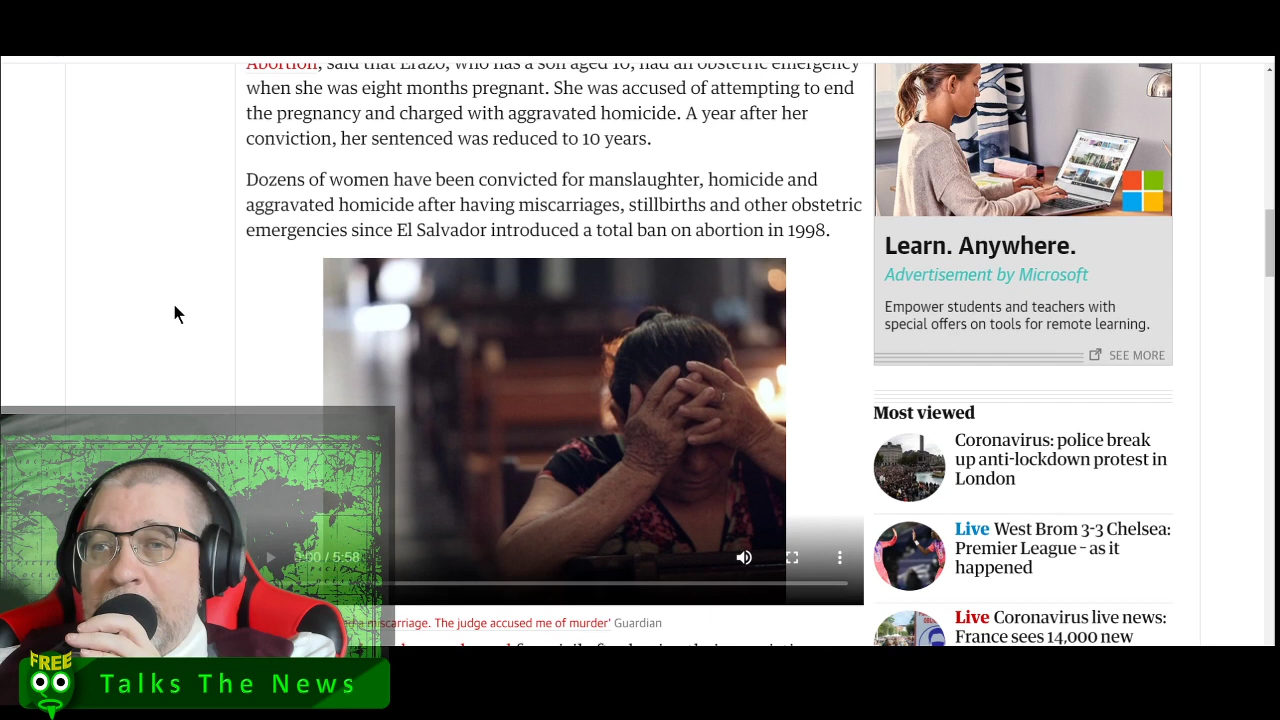 Abortion, said that Erazo, who has a son aged 10, had an obstetric emergency
when she was eight months pregnant. She was accused of attempting to end
the pregnancy and charged with aggravated homicide. A year after her
conviction, her sentenced was reduced to 10 years.
Dozens of women have been convicted for manslaughter, homicide and
aggravated homicide after having miscarriages, stillbirths and other obstetric
emergencies since El Salvador introduced a total ban on abortion in 1998.
0:00 / 5:58
miscarriage. The judge accused me of murder' Guardian
Learn. Anywhere.
Advertisement by Microsoft
Empower students and teachers with
special offers on tools for remote learning.
SEE MORE
Most viewed
Coronavirus: police break
up anti-lockdown protest in
London
Live West Brom 3-3 Chelsea:
Premier League – as it
happened
Live Coronavirus live news:
France sees 14,000 new
FREE
Talks The News